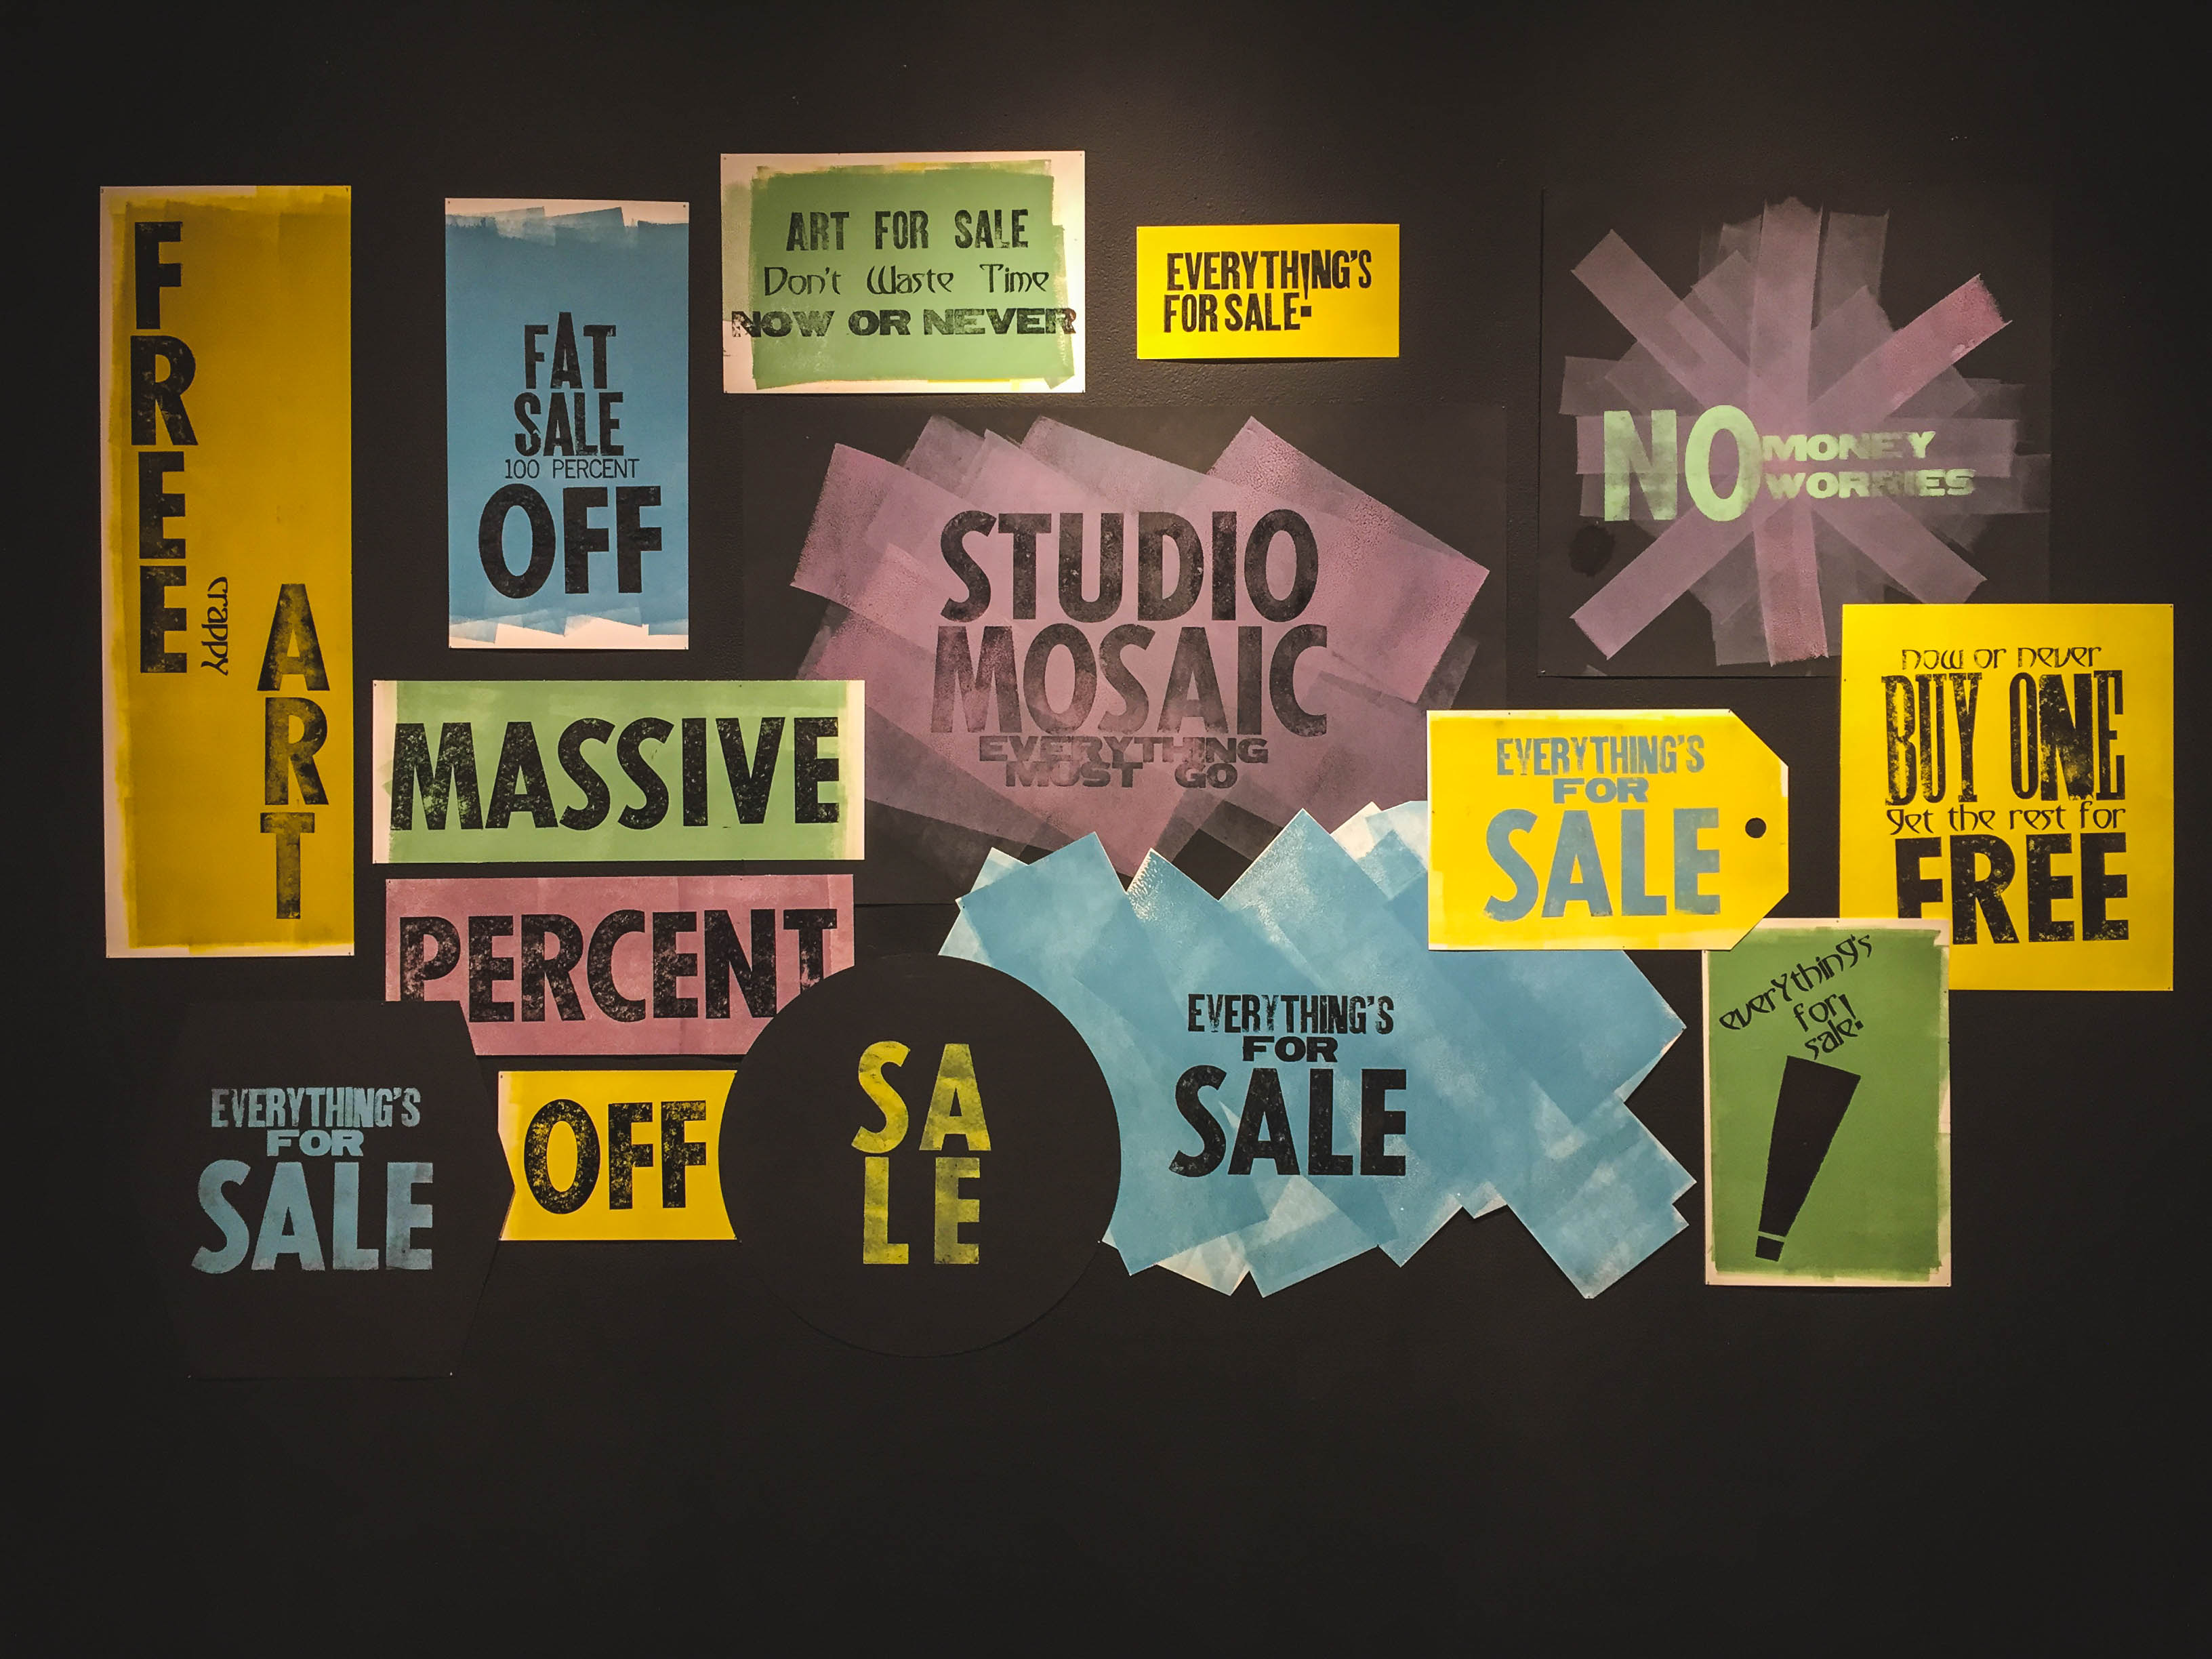 FREE
crappy
ART
FAT
SALE
100 PERCENT
OFF
ART FOR SALE
Don't Waste Time
NOW OR NEVER
EVERYTHING'S
FOR SALE
NO
MONEY
WORRIES
STUDIO
MOSAIC
EVERYTHING
MUST GO
MASSIVE
PERCENT
OFF
EVERYTHING'S
FOR
SALE
SA
LE
EVERYTHING'S
FOR
SALE
EVERYTHING'S
FOR
SALE
now or never
BUY ONE
get the rest for
FREE
everything's
for
sale!
!